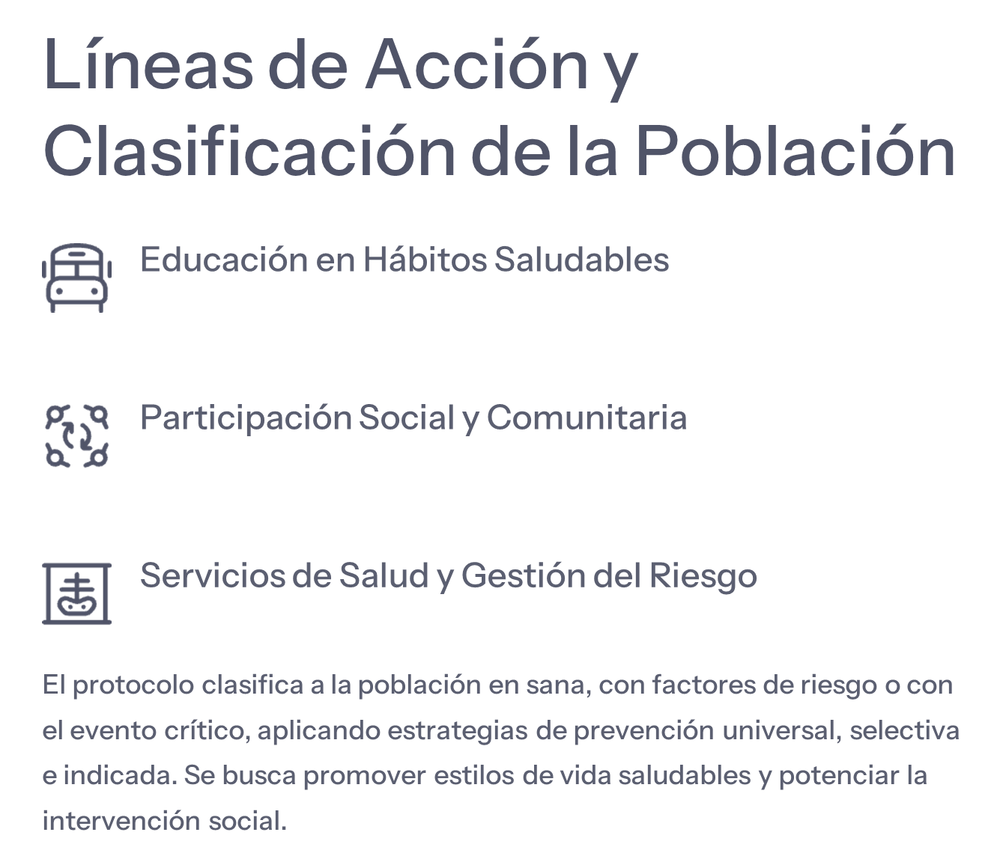 Líneas de Acción y
Clasificación de la Población
Educación en Hábitos Saludables
Participación Social y Comunitaria
Servicios de Salud y Gestión del Riesgo
El protocolo clasifica a la población en sana, con factores de riesgo o con
el evento crítico, aplicando estrategias de prevención universal, selectiva
e indicada. Se busca promover estilos de vida saludables y potenciar la
intervención social.